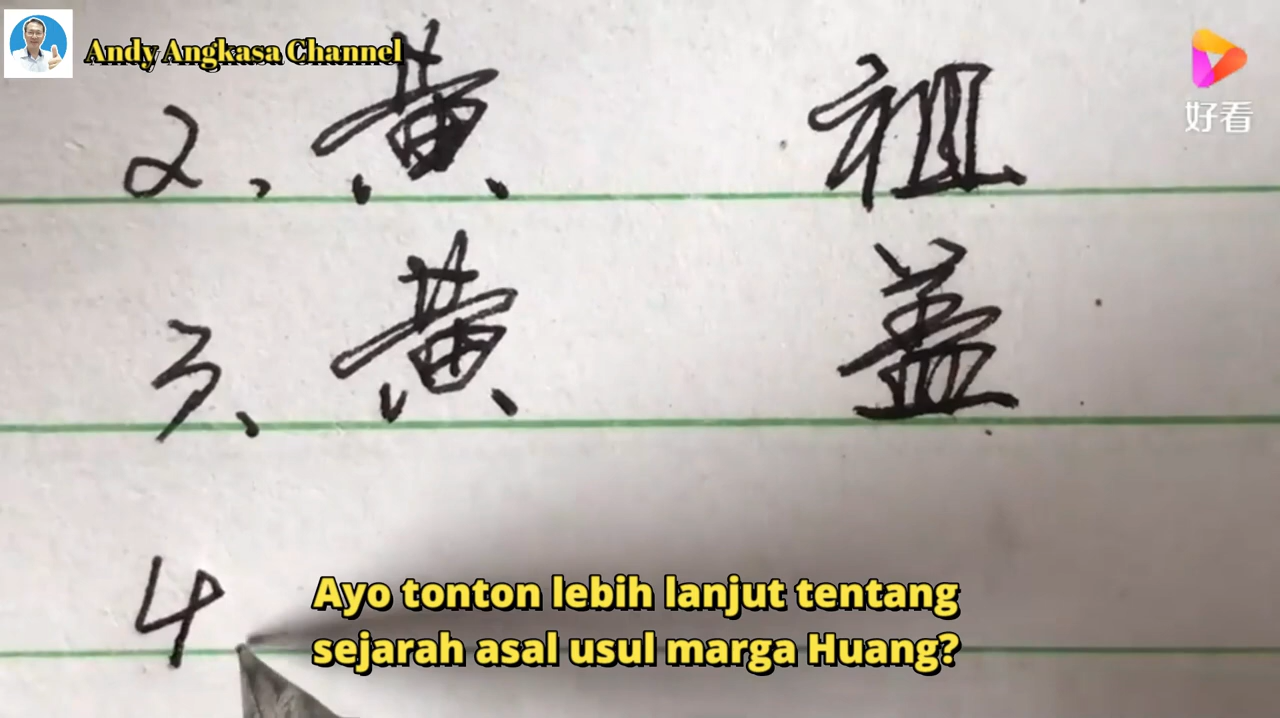 Andy Angkasa Channel
好看
2、黄 祖
3、黄 盖
4
Ayo tonton lebih lanjut tentang
sejarah asal usul marga Huang?